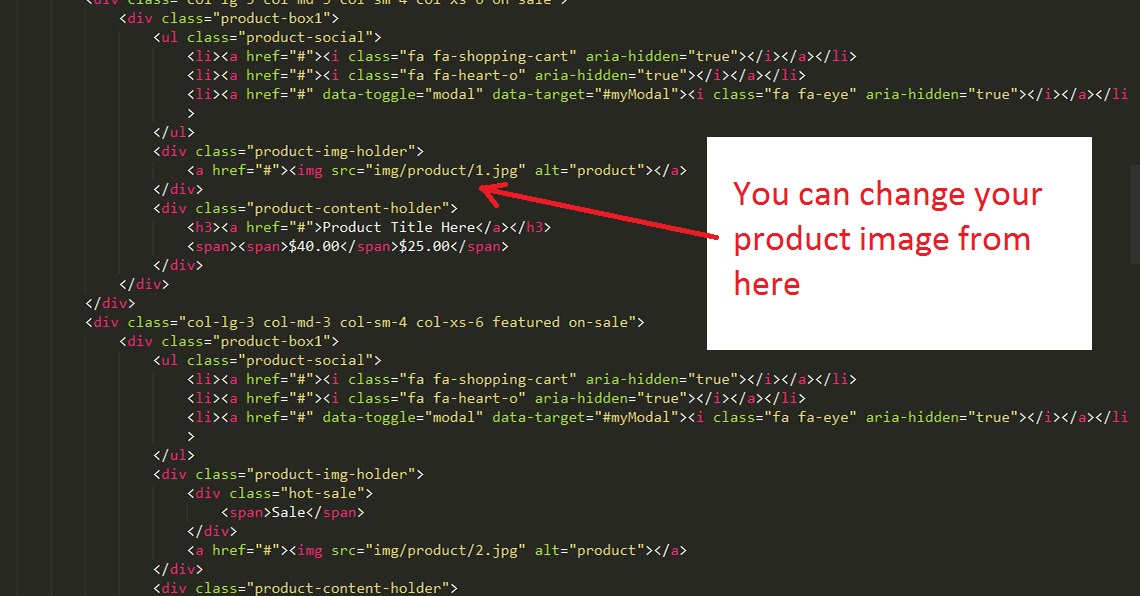 <div class="col-lg-3 col-md-3 col-sm-4 col-xs-6 on-sale">
<div class="product-box1">
<ul class="product-social">
<li><a href="#"><i class="fa fa-shopping-cart" aria-hidden="true"></i></a></li>
<li><a href="#"><i class="fa fa-heart-o" aria-hidden="true"></i></a></li>
<li><a href="#" data-toggle="modal" data-target="#myModal"><i class="fa fa-eye" aria-hidden="true"></i></a></li
>
</ul>
<div class="product-img-holder">
<a href="#"><img src="img/product/1.jpg" alt="product"></a>
</div>
<div class="product-content-holder">
<h3><a href="#">Product Title Here</a></h3>
<span><span>$40.00</span>$25.00</span>
</div>
</div>
</div>
You can change your
product image from
here
<div class="col-lg-3 col-md-3 col-sm-4 col-xs-6 featured on-sale">
<div class="product-box1">
<ul class="product-social">
<li><a href="#"><i class="fa fa-shopping-cart" aria-hidden="true"></i></a></li>
<li><a href="#"><i class="fa fa-heart-o" aria-hidden="true"></i></a></li>
<li><a href="#" data-toggle="modal" data-target="#myModal"><i class="fa fa-eye" aria-hidden="true"></i></a></li
>
</ul>
<div class="product-img-holder">
<div class="hot-sale">
<span>Sale</span>
</div>
<a href="#"><img src="img/product/2.jpg" alt="product"></a>
</div>
<div class="product-content-holder">